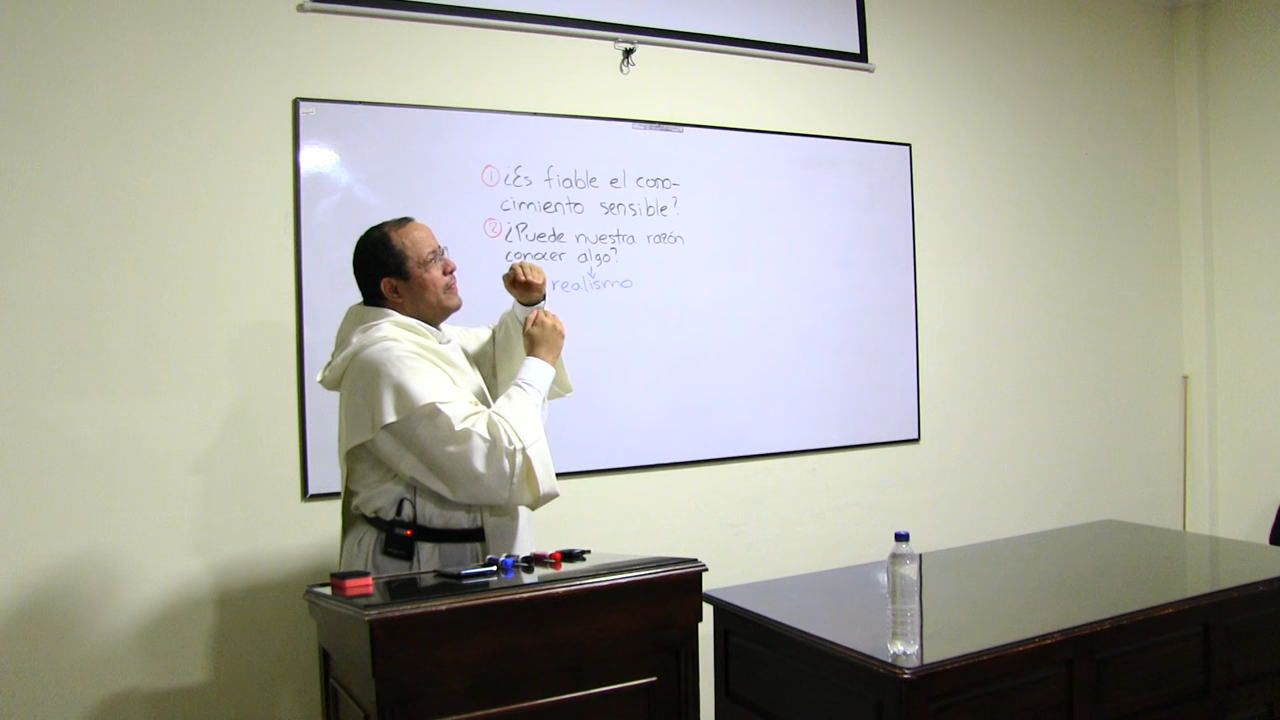 ① ¿Es fiable el cono-
cimiento sensible?
② ¿Puede nuestra razón
conocer algo?
realismo